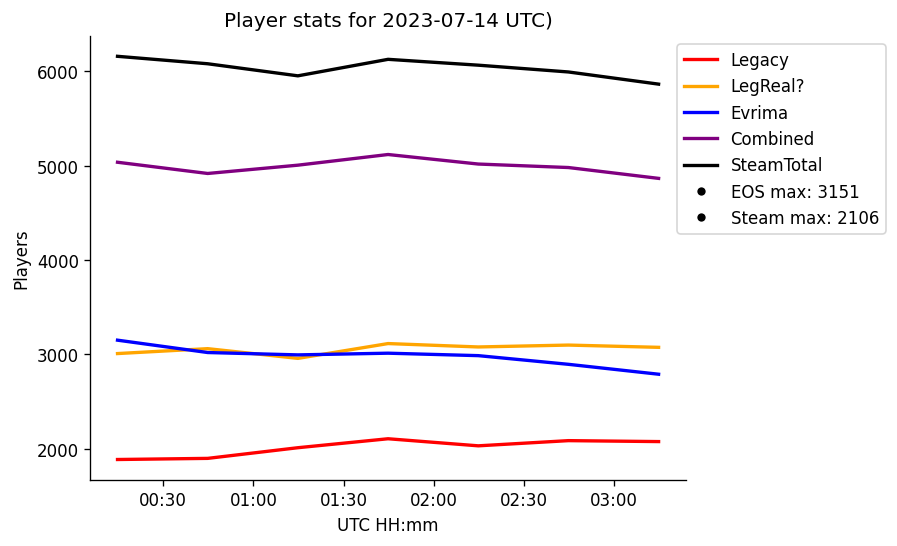 Player stats for 2023-07-14 UTC)
Legacy
LegReal?
Evrima
Combined
SteamTotal
EOS max: 3151
Steam max: 2106
Players
6000
5000
4000
3000
2000
00:30 01:00 01:30 02:00 02:30 03:00
UTC HH:mm